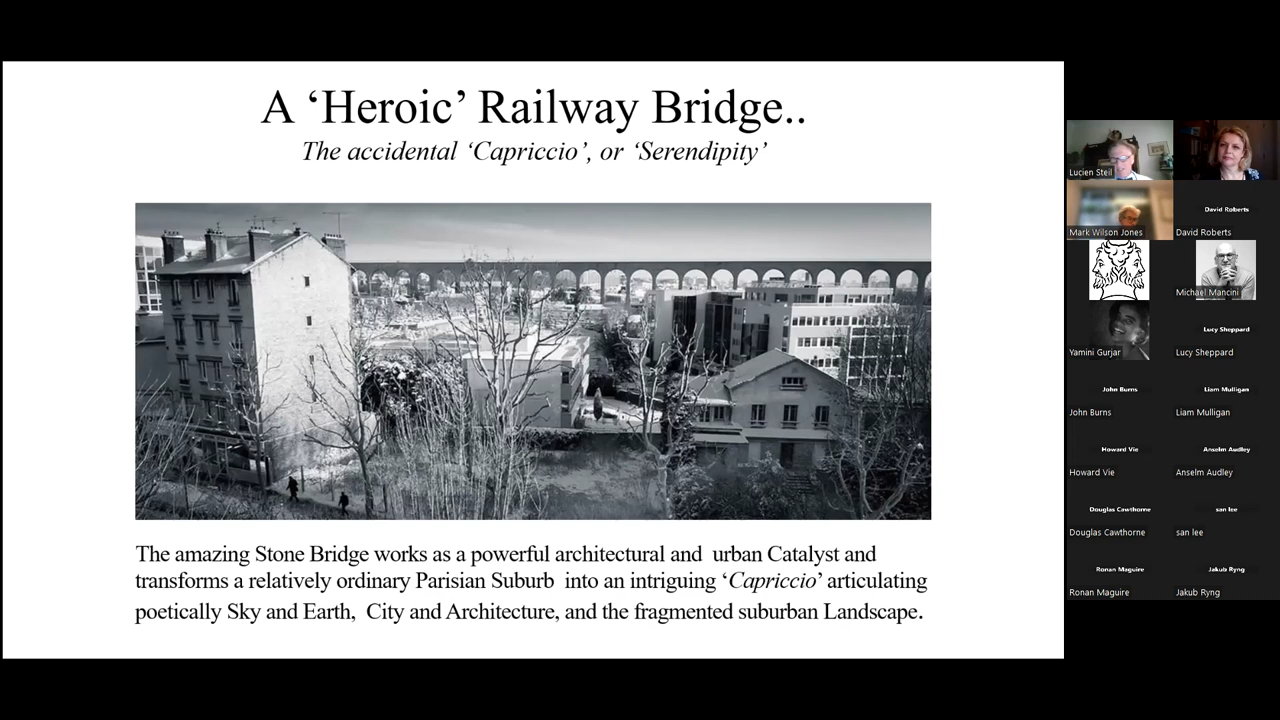 A ‘Heroic’ Railway Bridge..
The accidental ‘Capriccio’, or ‘Serendipity’
The amazing Stone Bridge works as a powerful architectural and urban Catalyst and
transforms a relatively ordinary Parisian Suburb into an intriguing ‘Capriccio’ articulating
poetically Sky and Earth, City and Architecture, and the fragmented suburban Landscape.
Lucien Steil
Mark Wilson Jones
David Roberts
David Roberts
Michael Mancini
Yamini Gurjar
Lucy Sheppard
Lucy Sheppard
John Burns
Liam Mulligan
John Burns
Liam Mulligan
Howard Vie
Anselm Audley
Howard Vie
Anselm Audley
Douglas Cawthorne
san lee
Douglas Cawthorne
san lee
Ronan Maguire
Jakub Ryng
Ronan Maguire
Jakub Ryng